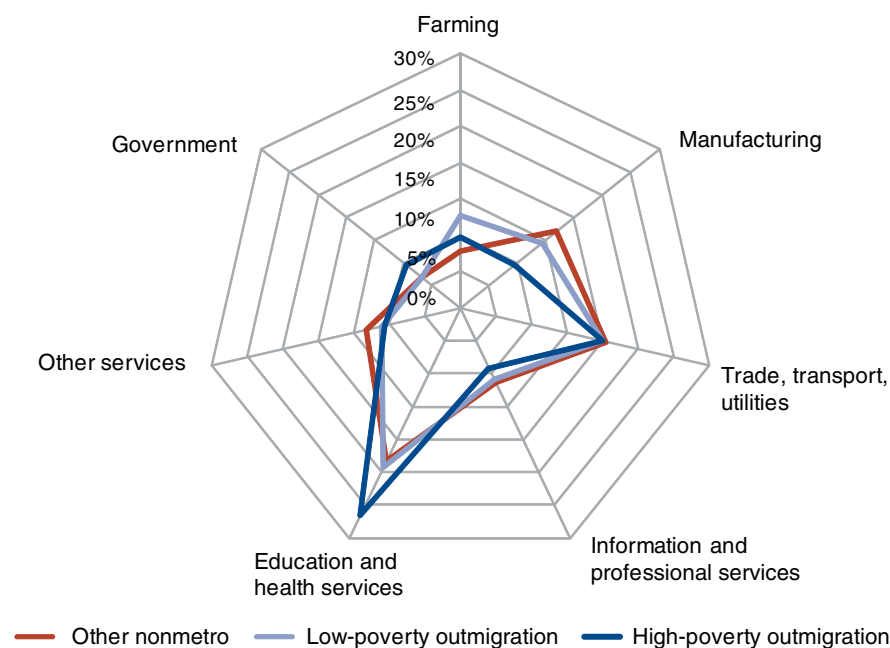 Farming
30%
25%
20%
15%
10%
5%
0%
Government
Manufacturing
Other services
Trade, transport,
utilities
Education and
health services
Information and
professional services
Other nonmetro
Low-poverty outmigration
High-poverty outmigration